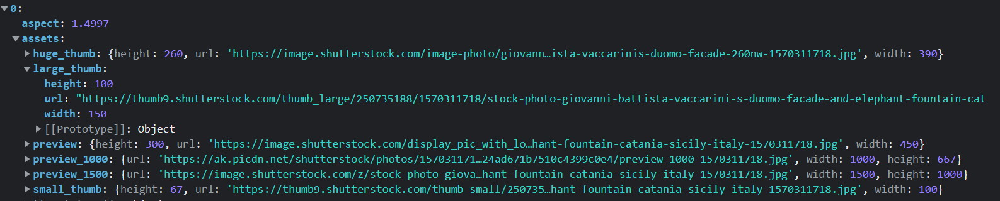 0:
aspect: 1.4997
assets:
huge_thumb: {height: 260, url: 'https://image.shutterstock.com/image-photo/giovann…ista-vaccarinis-duomo-facade-260nw-1570311718.jpg', width: 390}
large_thumb:
height: 100
url: "https://thumb9.shutterstock.com/thumb_large/250735188/1570311718/stock-photo-giovanni-battista-vaccarini-s-duomo-facade-and-elephant-fountain-cat
width: 150
[[Prototype]]: Object
preview: {height: 300, url: 'https://image.shutterstock.com/display_pic_with_lo…hant-fountain-catania-sicily-italy-1570311718.jpg', width: 450}
preview_1000: {url: 'https://ak.picdn.net/shutterstock/photos/157031171…24ad671b7510c4399c0e4/preview_1000-1570311718.jpg', width: 1000, height: 667}
preview_1500: {url: 'https://image.shutterstock.com/z/stock-photo-giova…hant-fountain-catania-sicily-italy-1570311718.jpg', width: 1500, height: 1000}
small_thumb: {height: 67, url: 'https://thumb9.shutterstock.com/thumb_small/250735…hant-fountain-catania-sicily-italy-1570311718.jpg', width: 100}